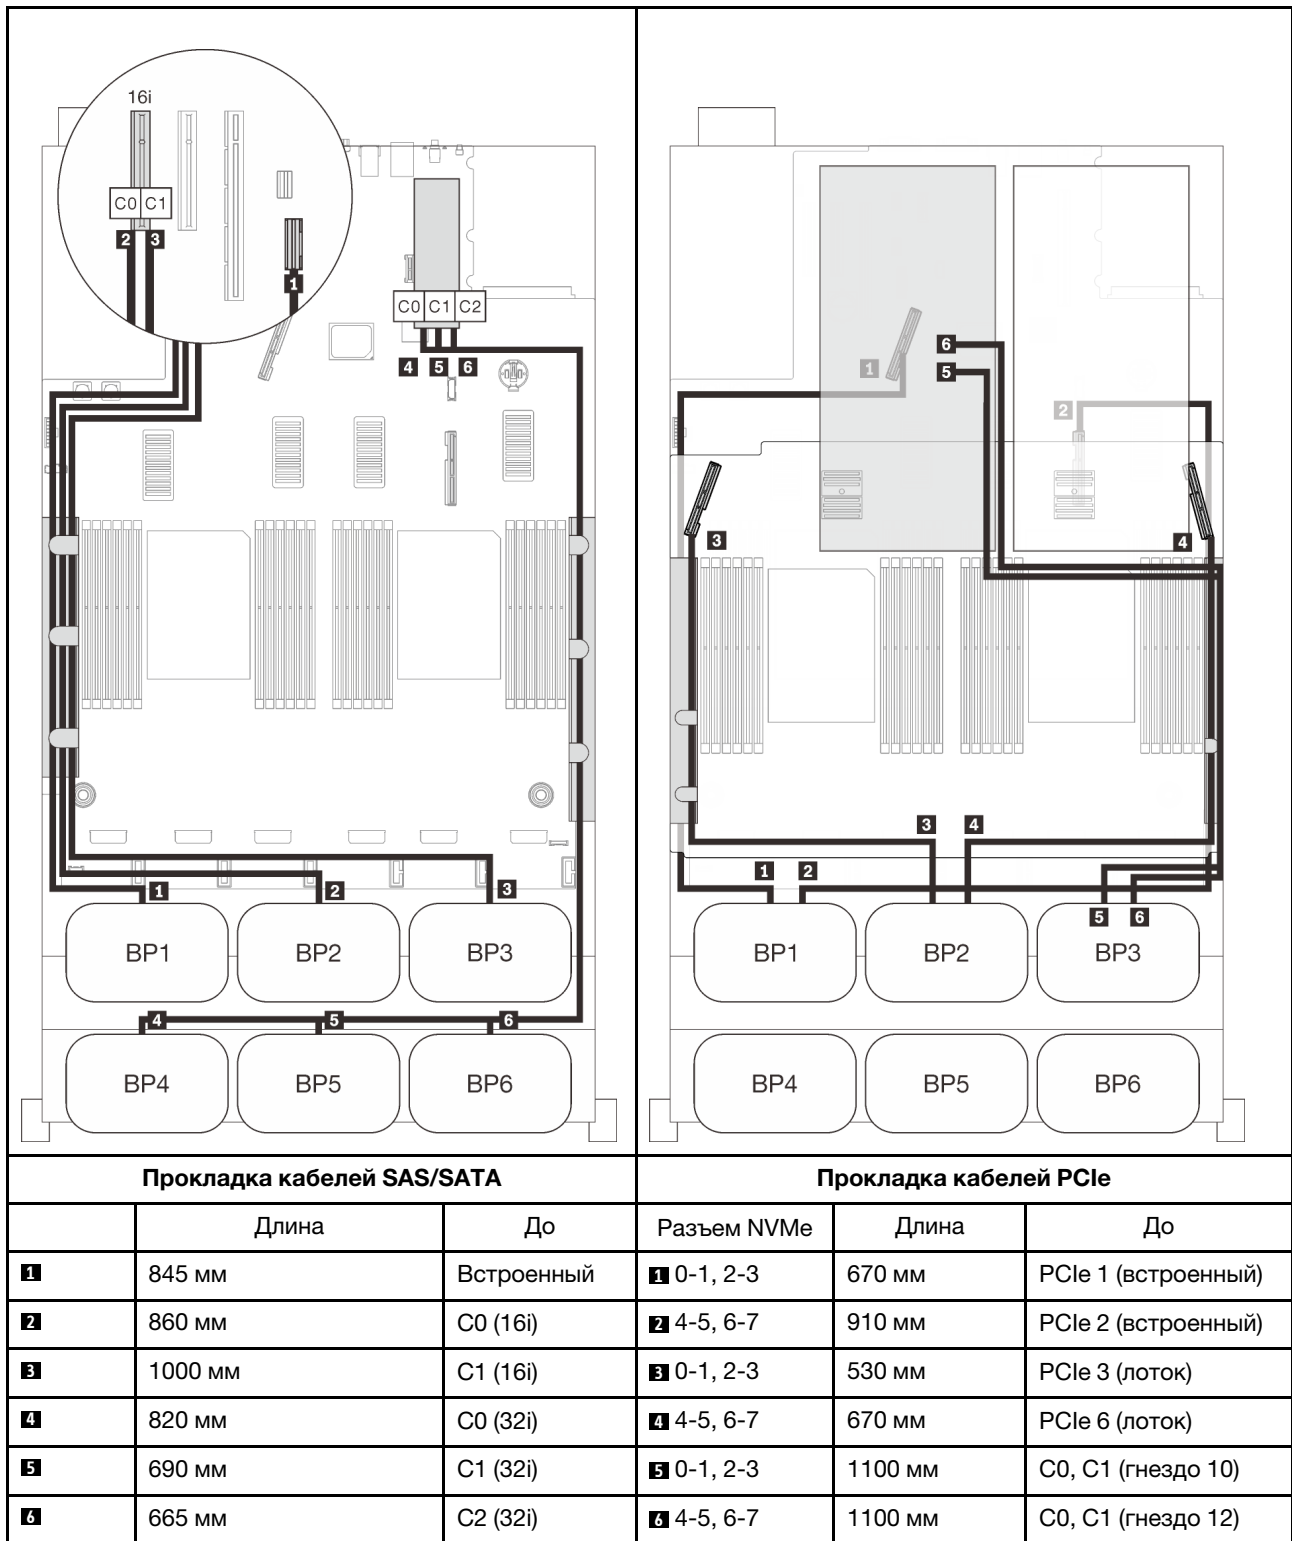 16i
C0 C1
2 3
1
C0 C1 C2
4 5 6
1
2
3
BP1 BP2 BP3
4 5 6
BP4 BP5 BP6
6
1 5
2
3 4
3 4
1 2
5 6
BP1 BP2 BP3
BP4 BP5 BP6
Прокладка кабелей SAS/SATA
Прокладка кабелей PCIe
Длина До Разъем NVMe Длина До
1 845 мм Встроенный 1 0-1, 2-3 670 мм PCIe 1 (встроенный)
2 860 мм C0 (16i) 2 4-5, 6-7 910 мм PCIe 2 (встроенный)
3 1000 мм C1 (16i) 3 0-1, 2-3 530 мм PCIe 3 (лоток)
4 820 мм C0 (32i) 4 4-5, 6-7 670 мм PCIe 6 (лоток)
5 690 мм C1 (32i) 5 0-1, 2-3 1100 мм C0, C1 (гнездо 10)
6 665 мм C2 (32i) 6 4-5, 6-7 1100 мм C0, C1 (гнездо 12)